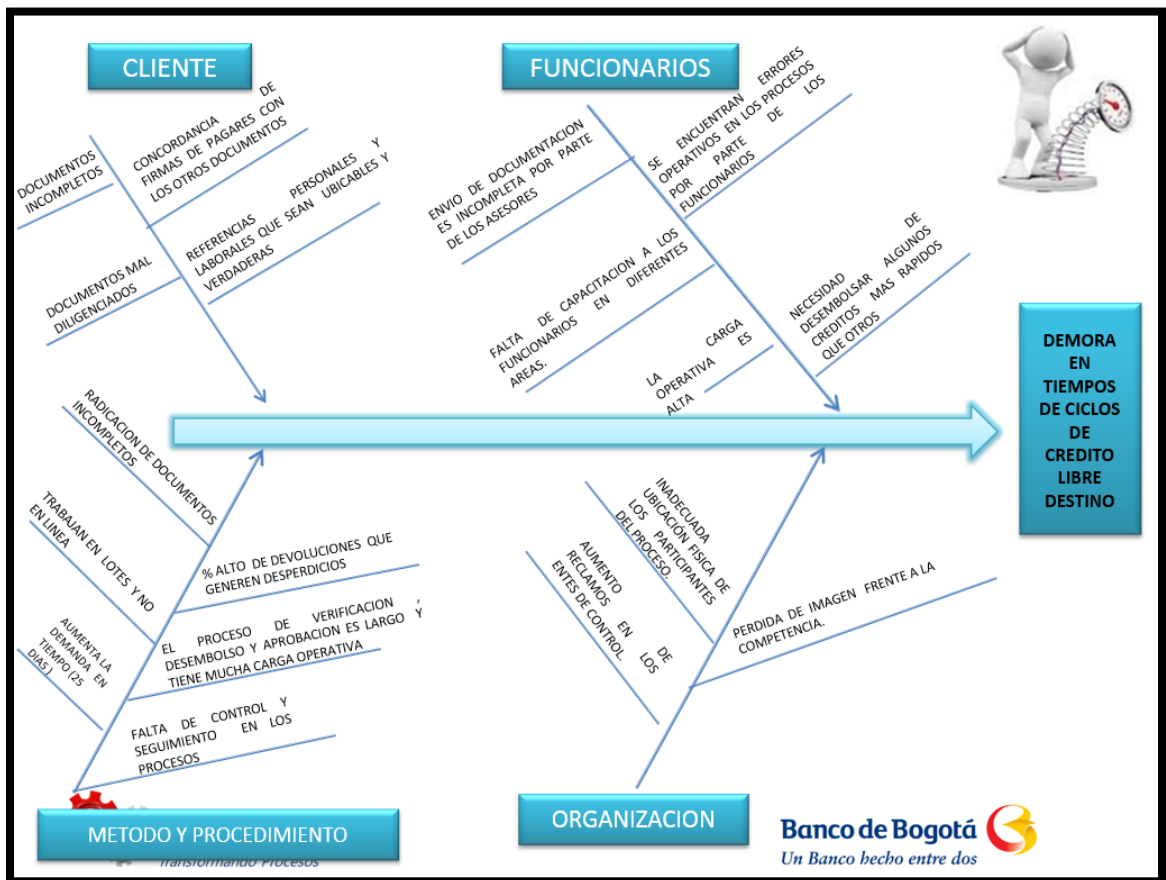 CLIENTE
DOCUMENTOS
INCOMPLETOS
CONCORDANCIA DE
FIRMAS DE PAGARES CON
LOS OTROS DOCUMENTOS
DOCUMENTOS MAL
DILIGENCIADOS
REFERENCIAS PERSONALES Y
LABORALES QUE SEAN UBICABLES Y
VERDADERAS
FUNCIONARIOS
ENVIO DE DOCUMENTACION
ES INCOMPLETA POR PARTE
DE LOS ASESORES
SE ENCUENTRAN ERRORES
OPERATIVOS EN LOS PROCESOS
POR PARTE DE LOS
FUNCIONARIOS
FALTA DE CAPACITACION A LOS
FUNCIONARIOS EN DIFERENTES
AREAS.
LA CARGA
OPERATIVA ES
ALTA
NECESIDAD DE
DESEMBOLSAR ALGUNOS
CREDITOS MAS RAPIDOS
QUE OTROS
DEMORA
EN
TIEMPOS
DE CICLOS
DE
CREDITO
LIBRE
DESTINO
RADICACION DE DOCUMENTOS
INCOMPLETOS
TRABAJAN EN LOTES Y NO
EN LINEA
AUMENTA LA
DEMANDA EN
TIEMPO (25
DIAS )
% ALTO DE DEVOLUCIONES QUE
GENEREN DESPERDICIOS
EL PROCESO DE VERIFICACION ,
DESEMBOLSO Y APROBACION ES LARGO Y
TIENE MUCHA CARGA OPERATIVA
FALTA DE CONTROL Y
SEGUIMIENTO EN LOS
PROCESOS
METODO Y PROCEDIMIENTO
Transformando Procesos
INADECUADA
UBICACIÓN FISICA DE
LOS PARTICIPANTES
DEL PROCESO.
AUMENTO DE
RECLAMOS EN LOS
ENTES DE CONTROL.
PERDIDA DE IMAGEN FRENTE A LA
COMPETENCIA.
ORGANIZACION
Banco de Bogotá
Un Banco hecho entre dos